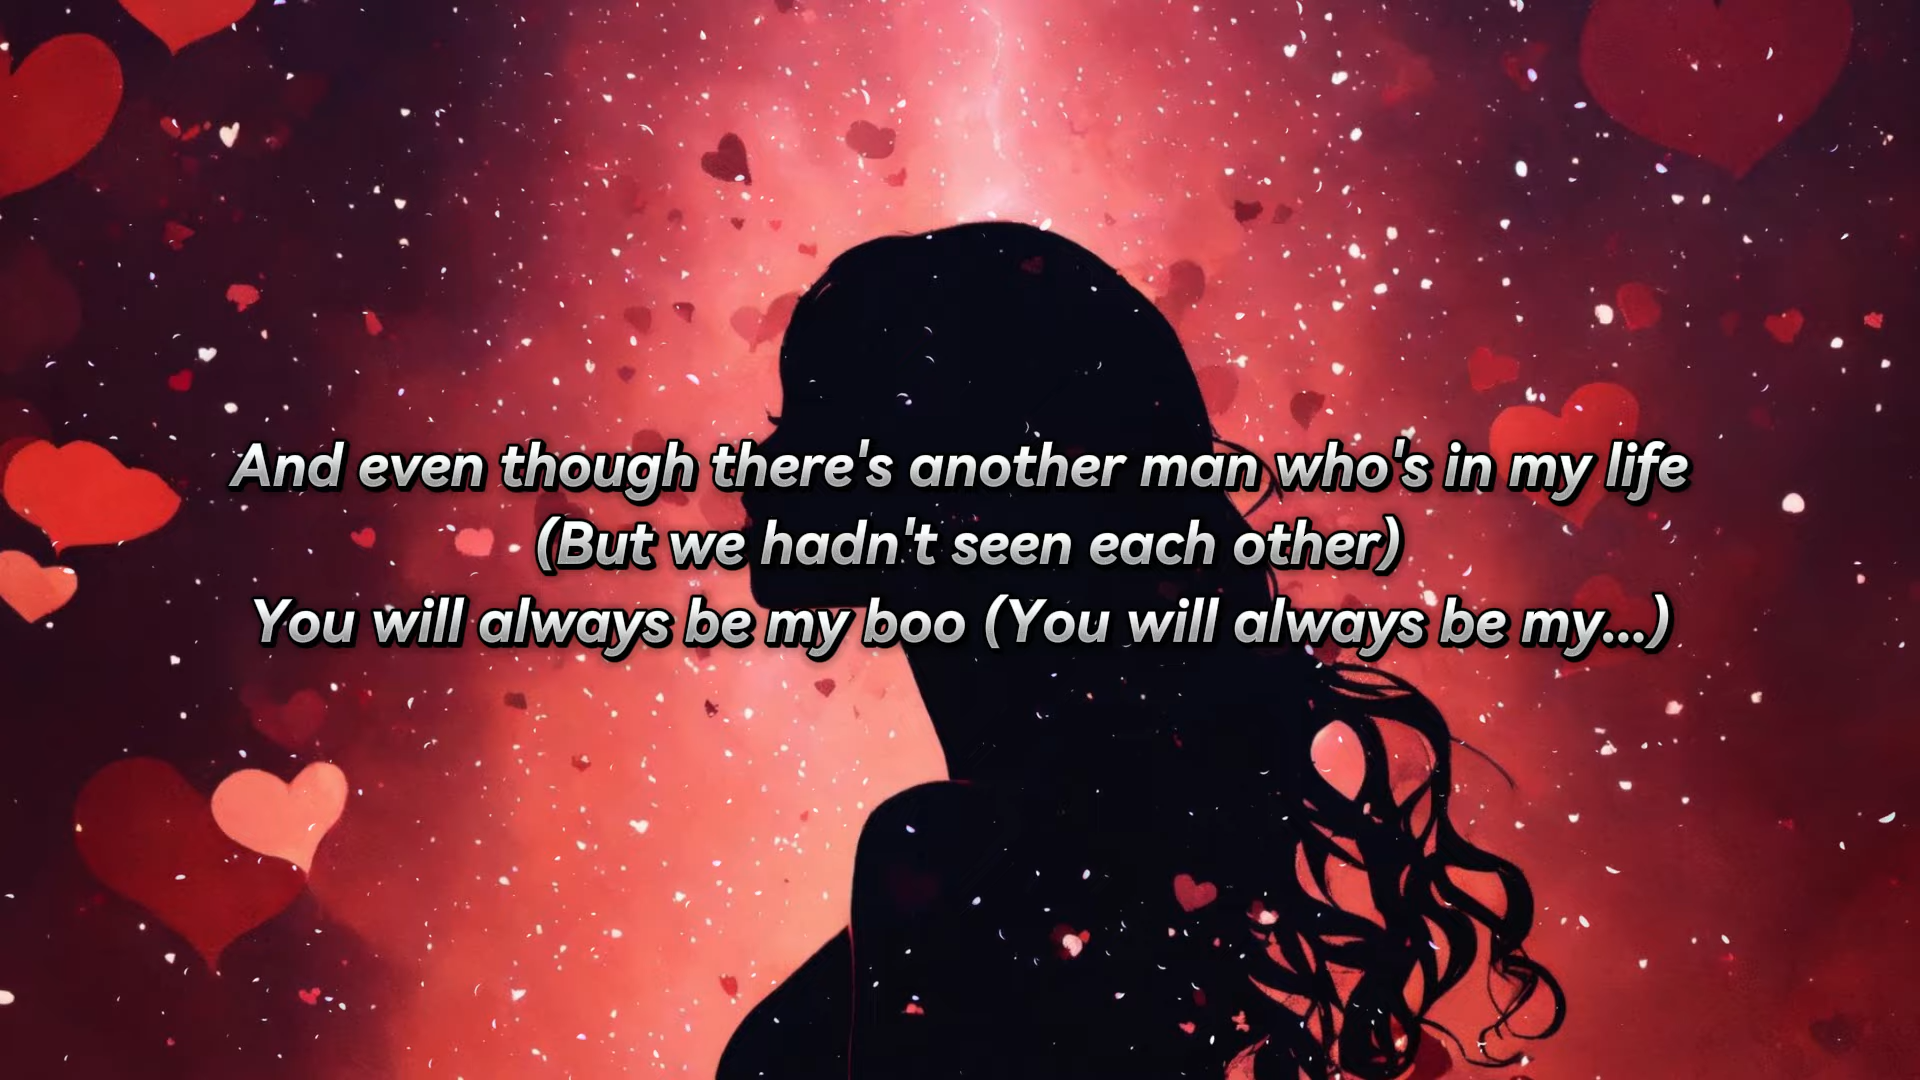 And even though there's another man who's in my life
(But we hadn't seen each other)
You will always be my boo (You will always be my...)